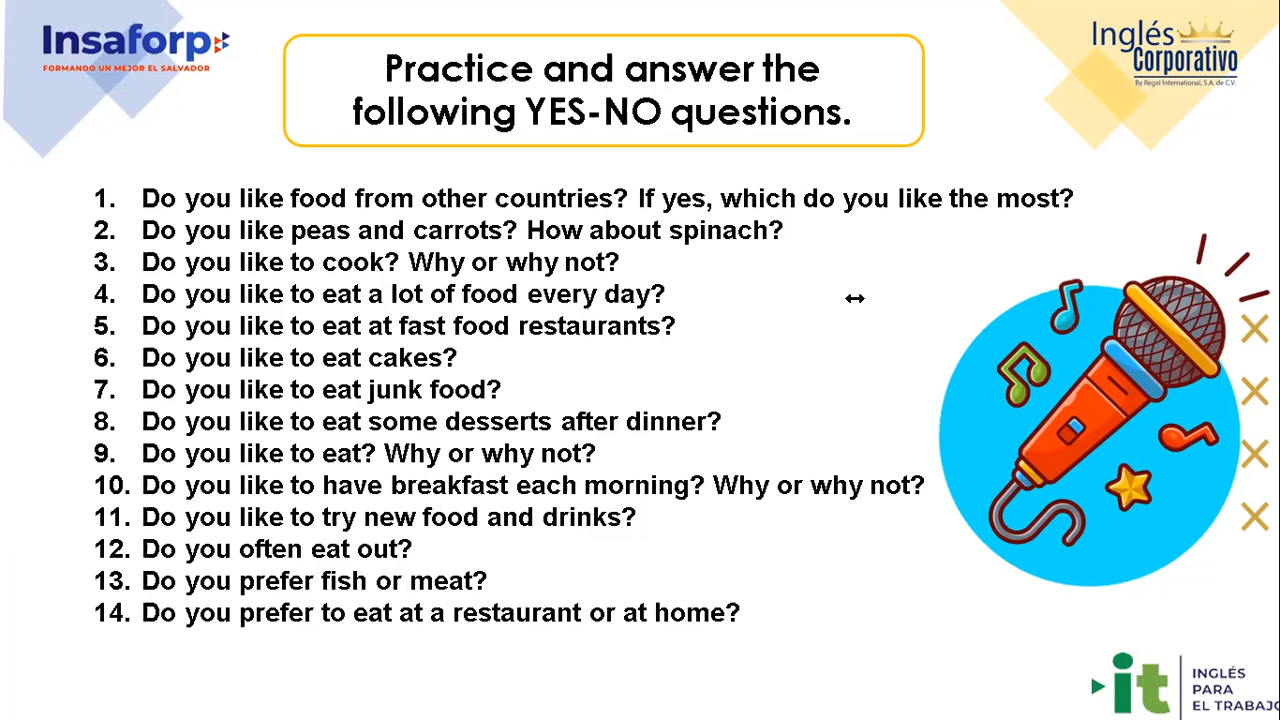 Insaforp
FORMANDO UN MEJOR EL SALVADOR
Practice and answer the
following YES-NO questions.
Inglés
Corporativo
By Regal International, S.A. de C.V.
1. Do you like food from other countries? If yes, which do you like the most?
2. Do you like peas and carrots? How about spinach?
3. Do you like to cook? Why or why not?
4. Do you like to eat a lot of food every day?
5. Do you like to eat at fast food restaurants?
6. Do you like to eat cakes?
7. Do you like to eat junk food?
8. Do you like to eat some desserts after dinner?
9. Do you like to eat? Why or why not?
10. Do you like to have breakfast each morning? Why or why not?
11. Do you like to try new food and drinks?
12. Do you often eat out?
13. Do you prefer fish or meat?
14. Do you prefer to eat at a restaurant or at home?
it
INGLÉS
PARA
EL TRABAJO